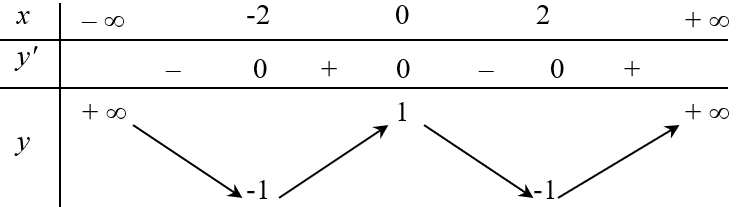 x – ∞ -2 0 2 + ∞
y′ – 0 + 0 – 0 +
+ ∞ 1 + ∞
y
-1 -1